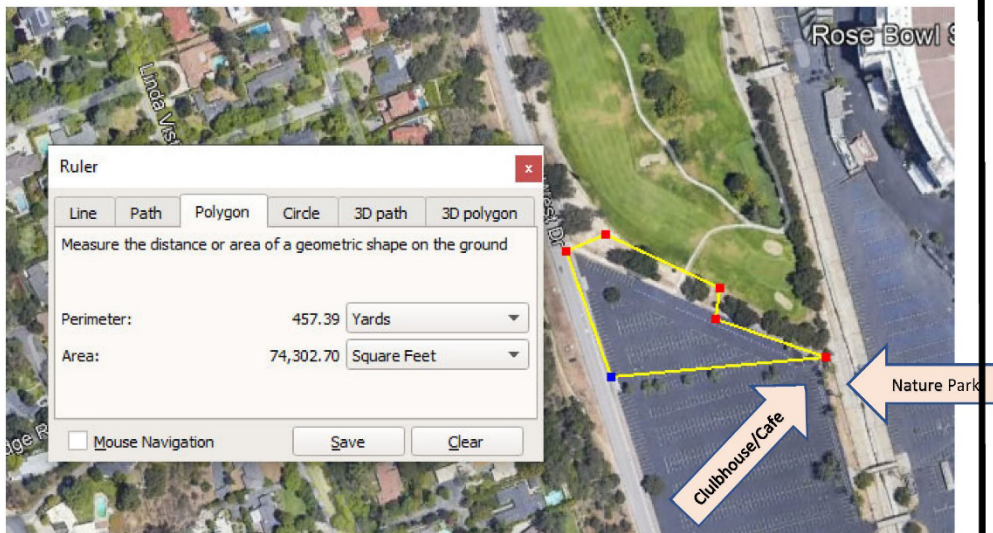 Rose Bowl S
Linda Vist
Ruler
x
Line
Path
Polygon
Circle
3D path
3D polygon
Measure the distance or area of a geometric shape on the ground
Perimeter:
457.39
Yards
Area:
74,302.70
Square Feet
Mouse Navigation
Save
Clear
Nature Park
Clulbhouse/Cafe